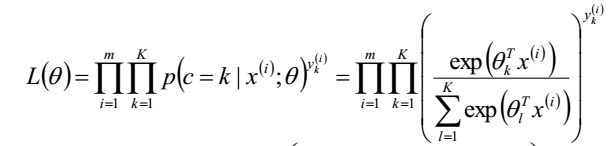 L(θ) = ∏_{i=1}^{m} ∏_{k=1}^{K} p(c = k | x^{(i)}; θ)^{y_k^{(i)}} = ∏_{i=1}^{m} ∏_{k=1}^{K} ( exp(θ_k^T x^{(i)}) / ∑_{l=1}^{K} exp(θ_l^T x^{(i)}) )^{y_k^{(i)}}